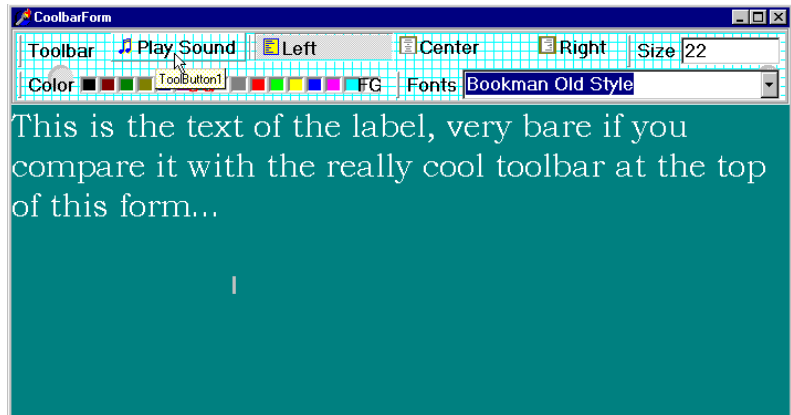 CoolbarForm
Toolbar Play Sound Left Center Right Size 22
ToolButton1
Color FG Fonts Bookman Old Style
This is the text of the label, very bare if you
compare it with the really cool toolbar at the top
of this form...